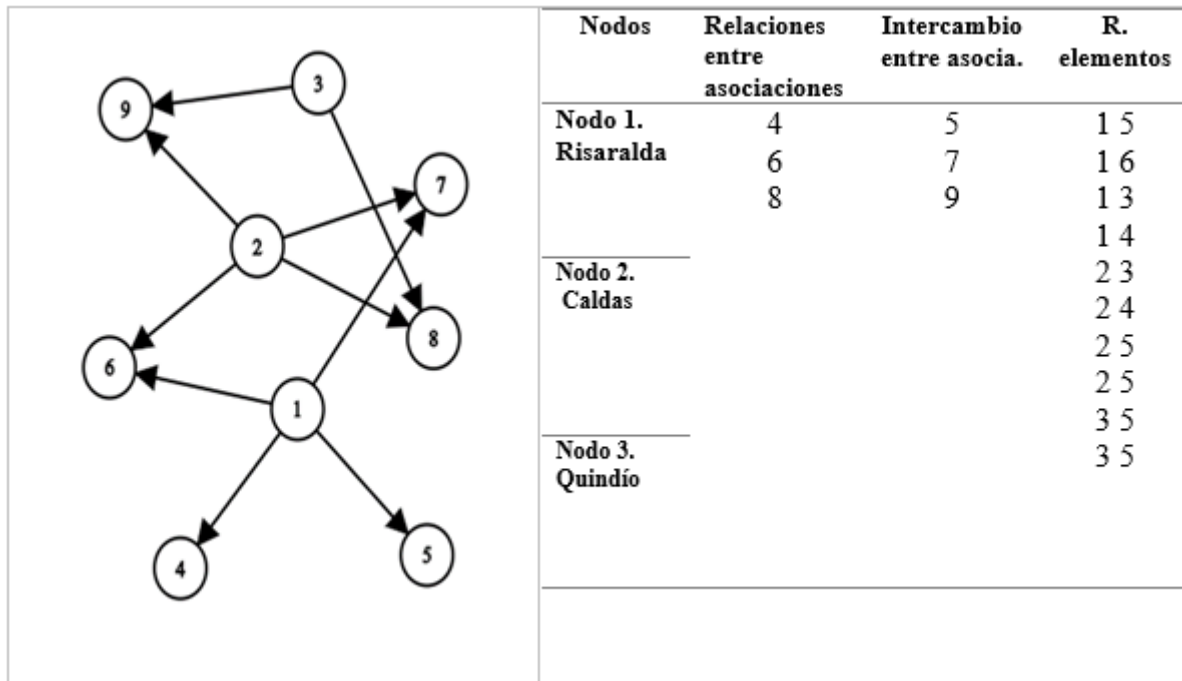 3
9
7
2
8
6
1
5
4
Nodos Relaciones entre asociaciones Intercambio entre asocia. R. elementos
Nodo 1. Risaralda 4 5 1 5
6 7 1 6
8 9 1 3
1 4
Nodo 2. Caldas 2 3
2 4
2 5
2 5
3 5
Nodo 3. Quindío 3 5